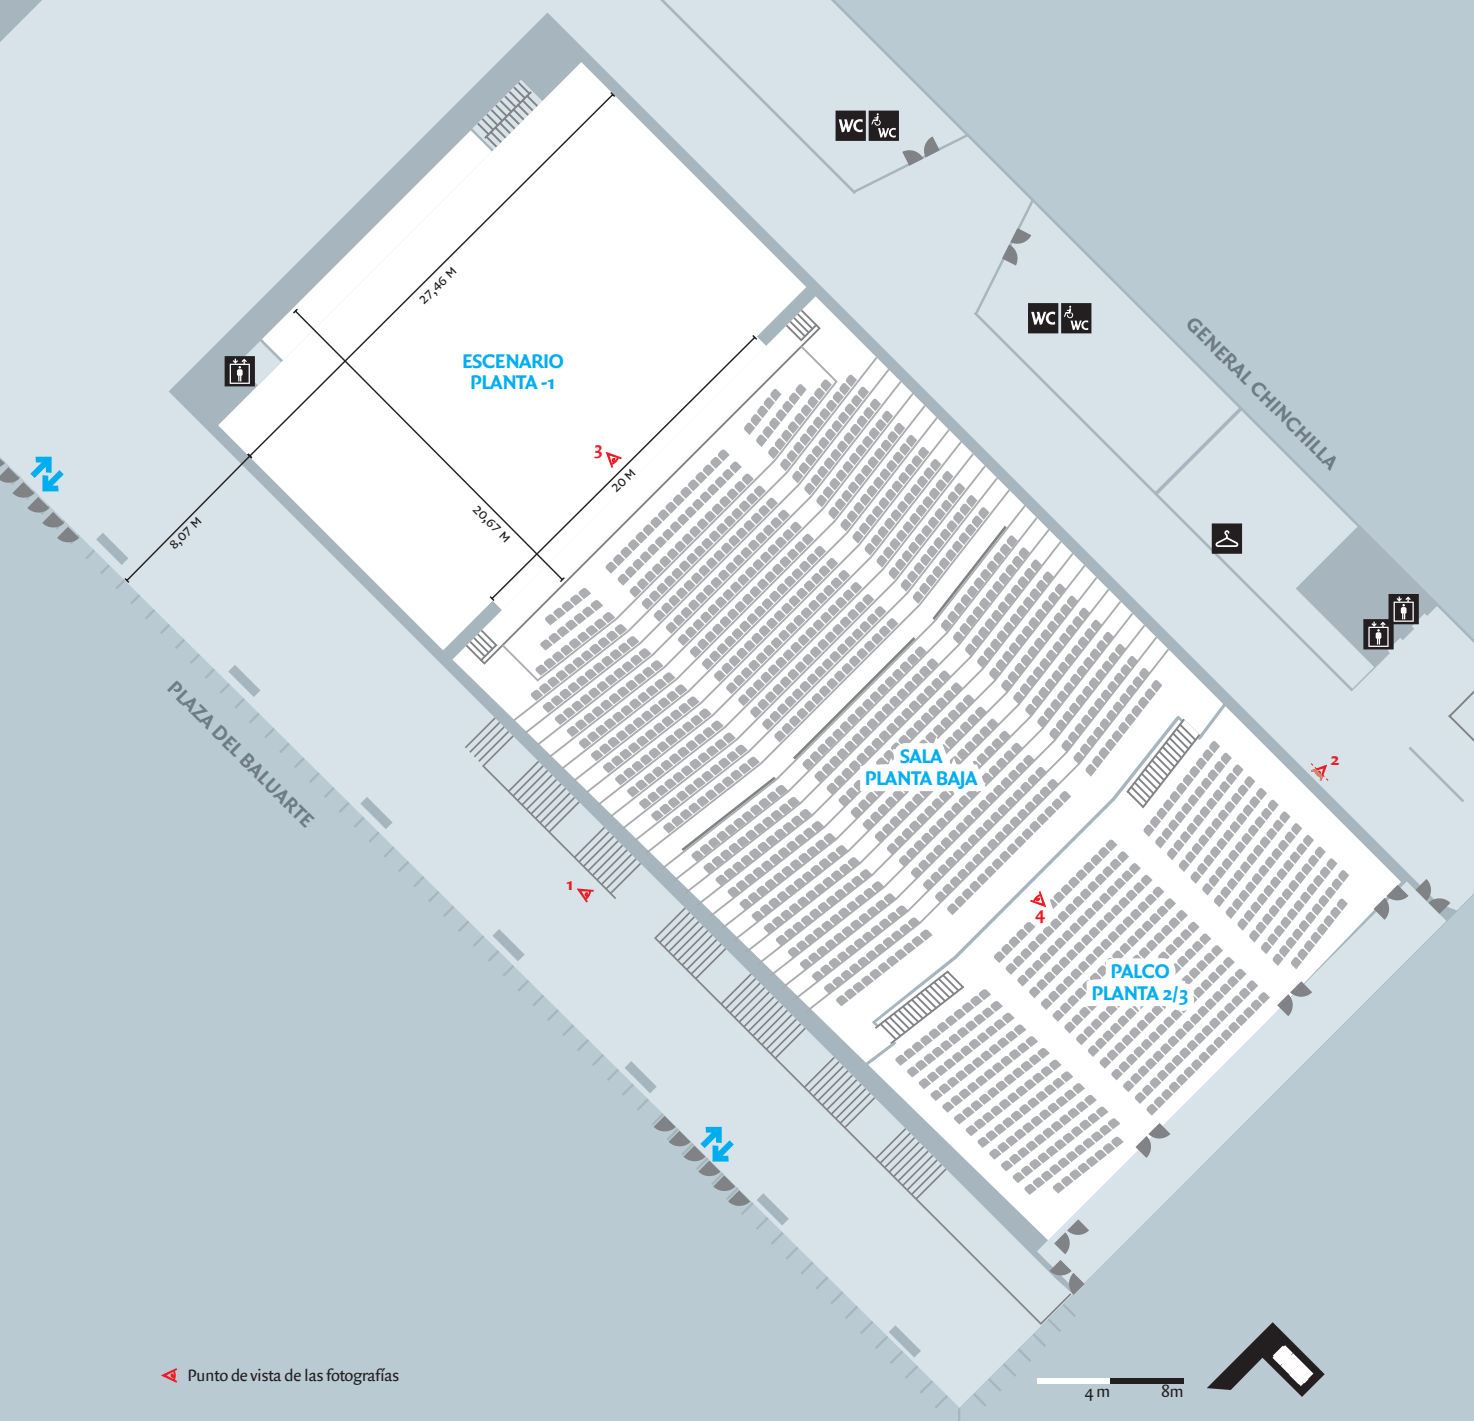 WC
WC
WC
WC
GENERAL CHINCHILLA
27,46 M
ESCENARIO
PLANTA -1
3
20 M
20,67 M
8,07 M
PLAZA DEL BALUARTE
SALA
PLANTA BAJA
2
1
4
PALCO
PLANTA 2/3
Punto de vista de las fotografías
4 m
8m